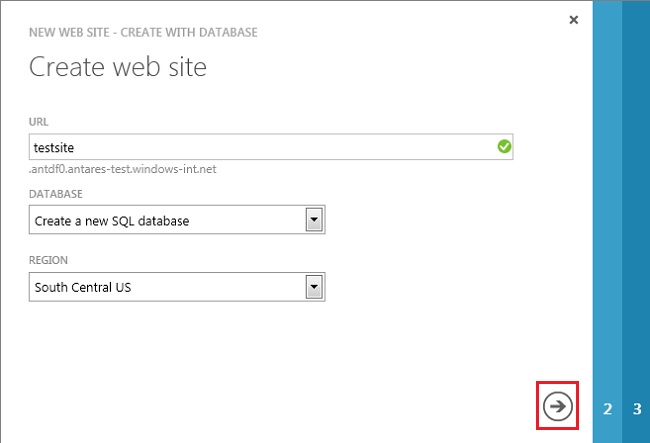 NEW WEB SITE - CREATE WITH DATABASE
Create web site
URL
testsite
.antdf0.antares-test.windows-int.net
DATABASE
Create a new SQL database
REGION
South Central US
2 3